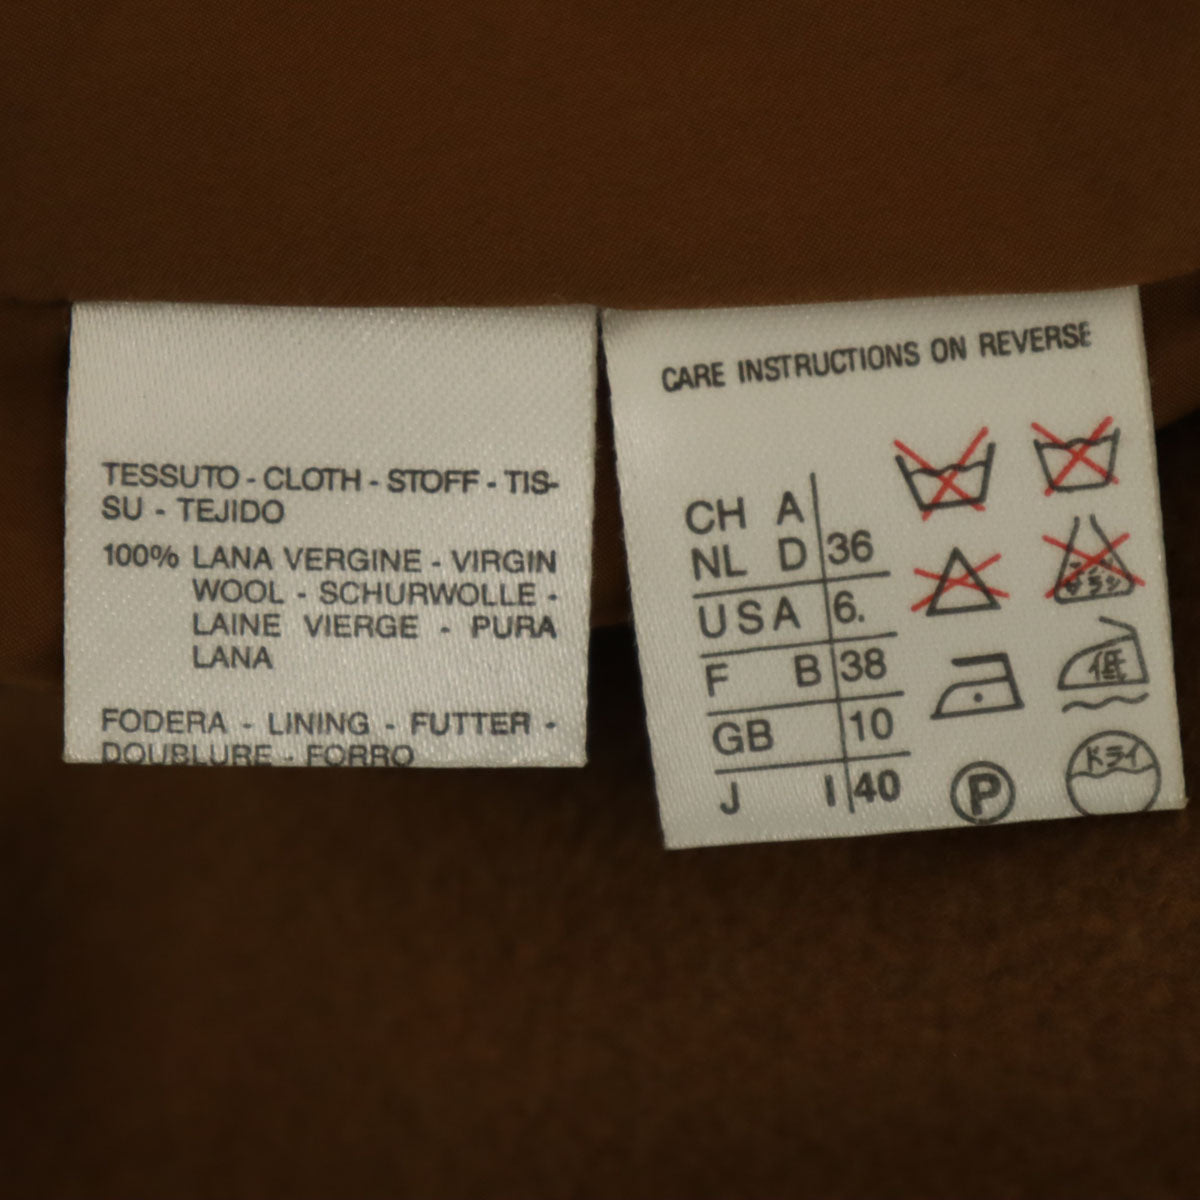 TESSUTO - CLOTH - STOFF - TIS-
SU - TEJIDO
100% LANA VERGINE - VIRGIN
WOOL - SCHURWOLLE -
LAINE VIERGE - PURA
LANA
FODERA - LINING - FUTTER -
DOUBLURE - FORRO
CARE INSTRUCTIONS ON REVERSE
CH A
NL D 36
USA 6.
F B 38
GB 10
J I 40
P
ドライ